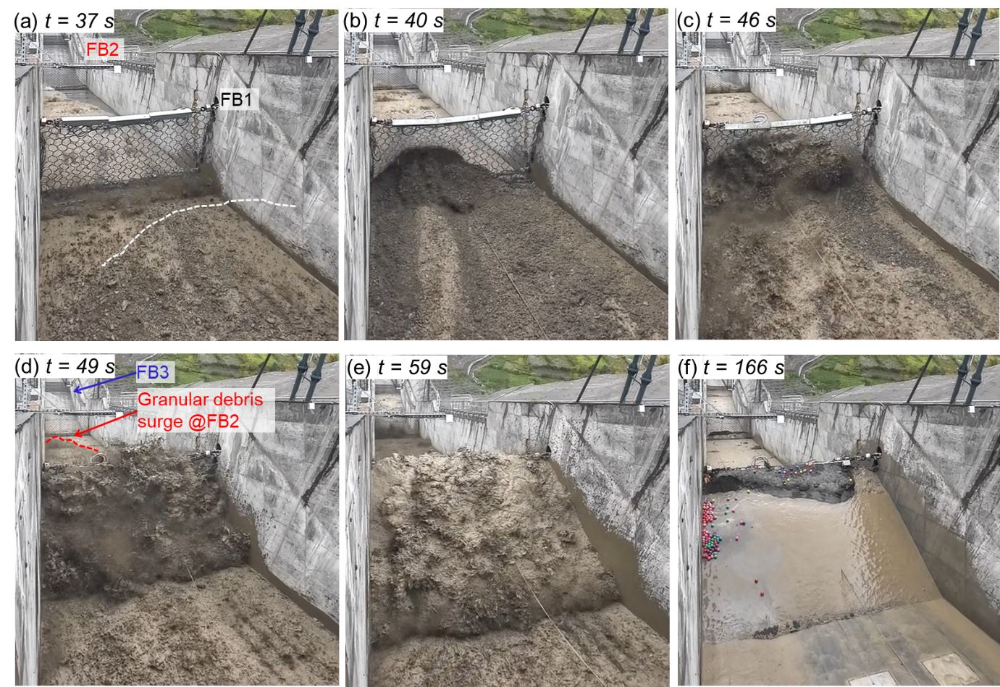 (a) t = 37 s
FB2
FB1
(b) t = 40 s
(c) t = 46 s
(d) t = 49 s
FB3
Granular debris
surge @FB2
(e) t = 59 s
(f) t = 166 s